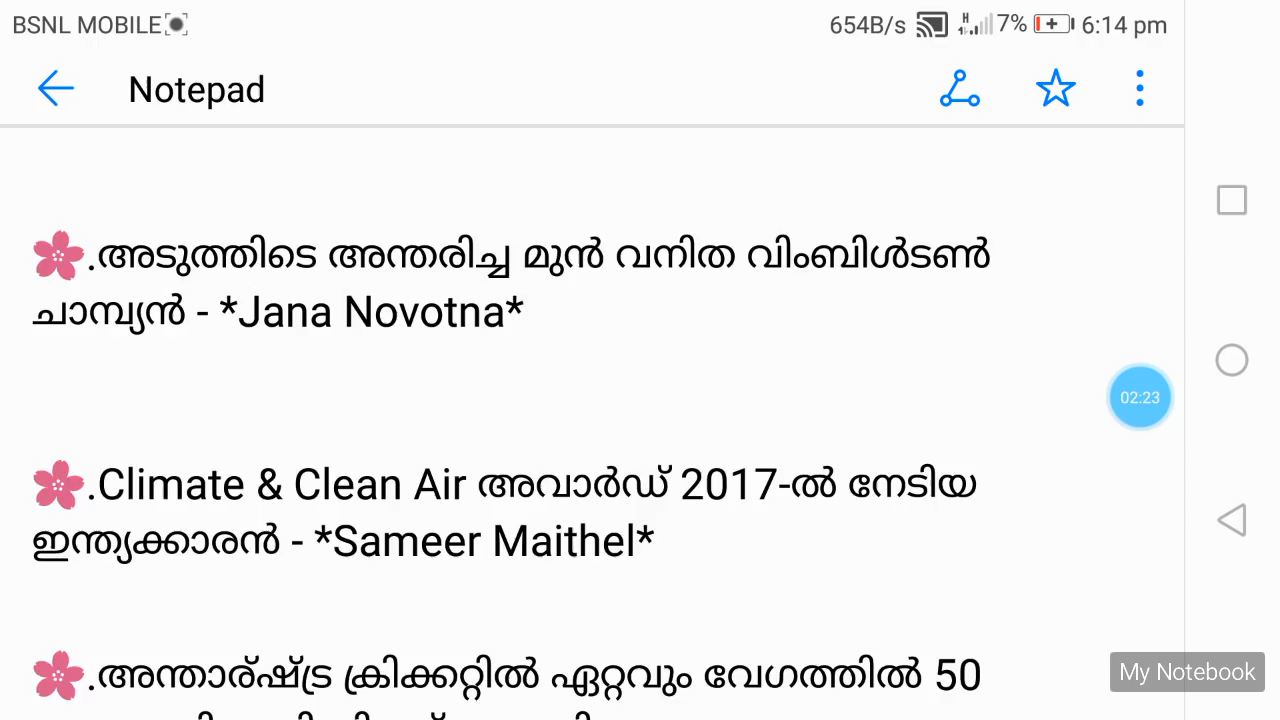 BSNL MOBILE 654B/s H 7% 6:14 pm
Notepad
.അടുത്തിടെ അന്തരിച്ച മുൻ വനിത വിംബിൾടൺ
ചാമ്പ്യൻ - *Jana Novotna*
02:23
.Climate & Clean Air അവാർഡ് 2017-ൽ നേടിയ
ഇന്ത്യക്കാരൻ - *Sameer Maithel*
.അന്താര്ഷ്ട്ര ക്രിക്കറ്റിൽ ഏറ്റവും വേഗത്തിൽ 50
My Notebook